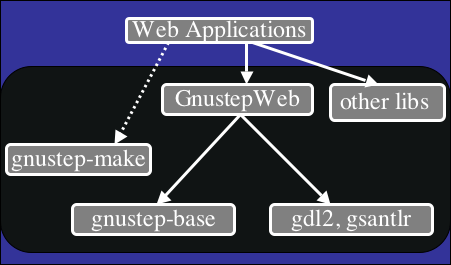 Web Applications
GnustepWeb
other libs
gnustep-make
gnustep-base
gdl2, gsantlr